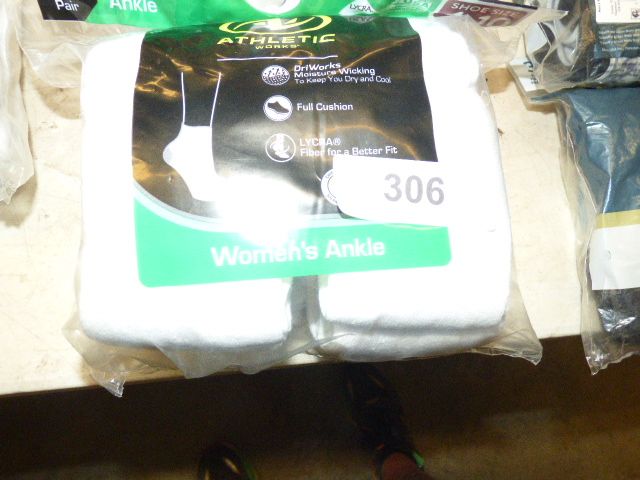 Pair
Ankle
LYCRA
SHOE SIZE
ATHLETIC
WORKS®
DriWorks
Moisture Wicking
To Keep You Dry and Cool
Full Cushion
LYCRA®
Fiber for a Better Fit
306
Women's Ankle